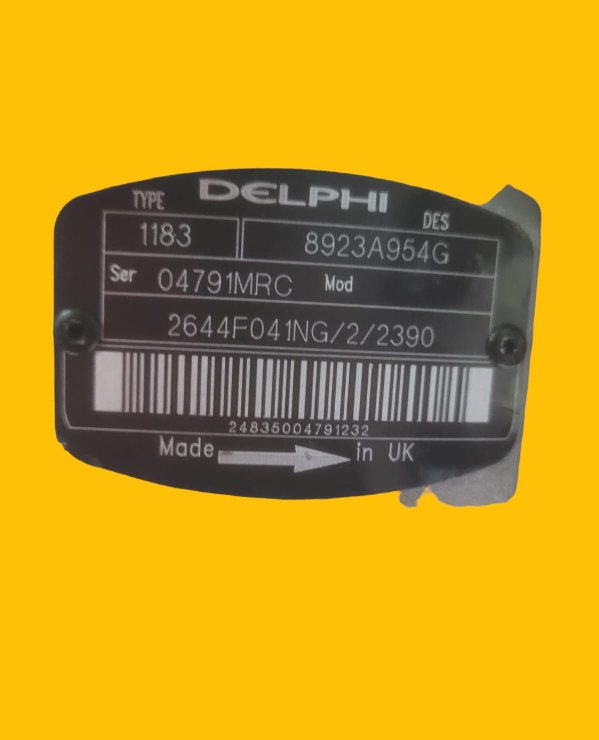 DELPHI
TYPE DES
1183 8923A954G
Ser 04791MRC Mod
2644F041NG/2/2390
24835004791232
Made in UK